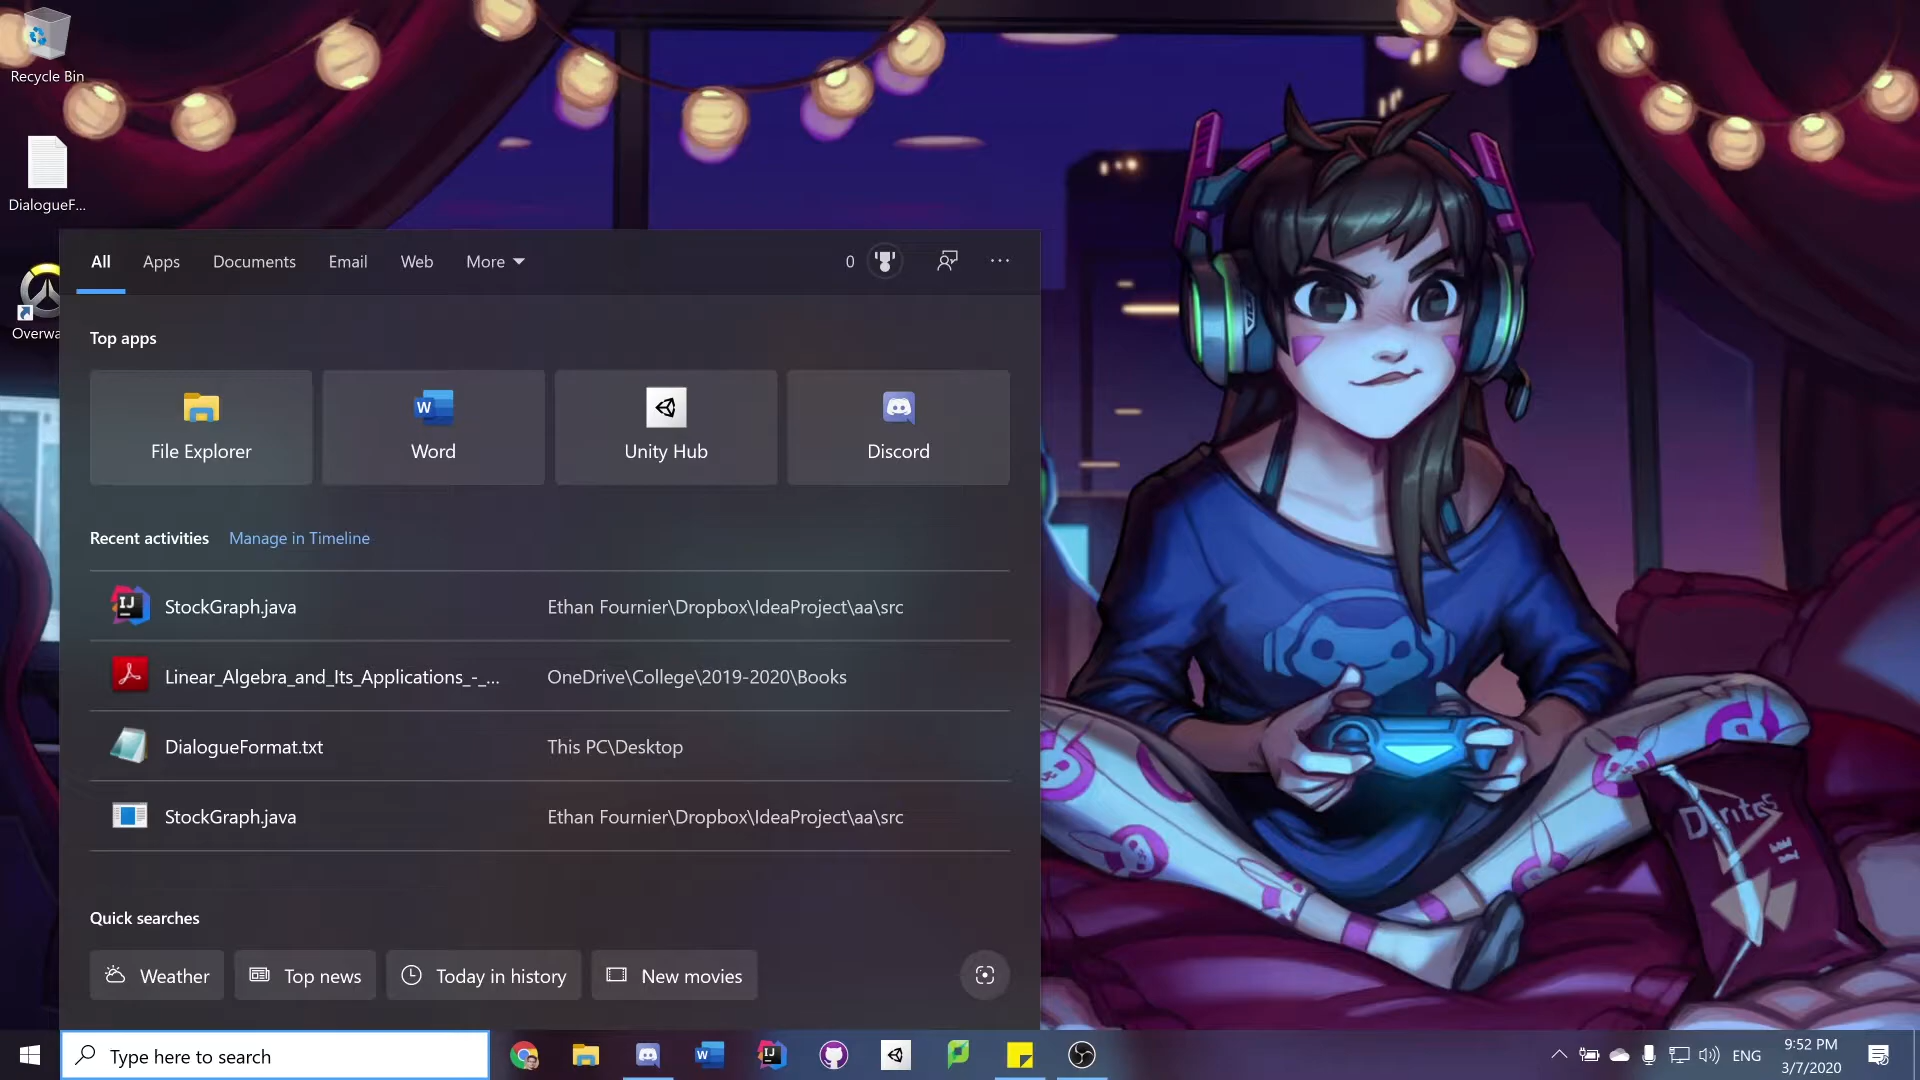 Recycle Bin
DialogueF...
Overwa
All
Apps
Documents
Email
Web
More
0
Top apps
File Explorer
Word
Unity Hub
Discord
Recent activities
Manage in Timeline
StockGraph.java
Ethan Fournier\Dropbox\IdeaProject\aa\src
Linear_Algebra_and_Its_Applications_-_...
OneDrive\College\2019-2020\Books
DialogueFormat.txt
This PC\Desktop
StockGraph.java
Ethan Fournier\Dropbox\IdeaProject\aa\src
Quick searches
Weather
Top news
Today in history
New movies
Doritos
Type here to search
ENG
9:52 PM
3/7/2020